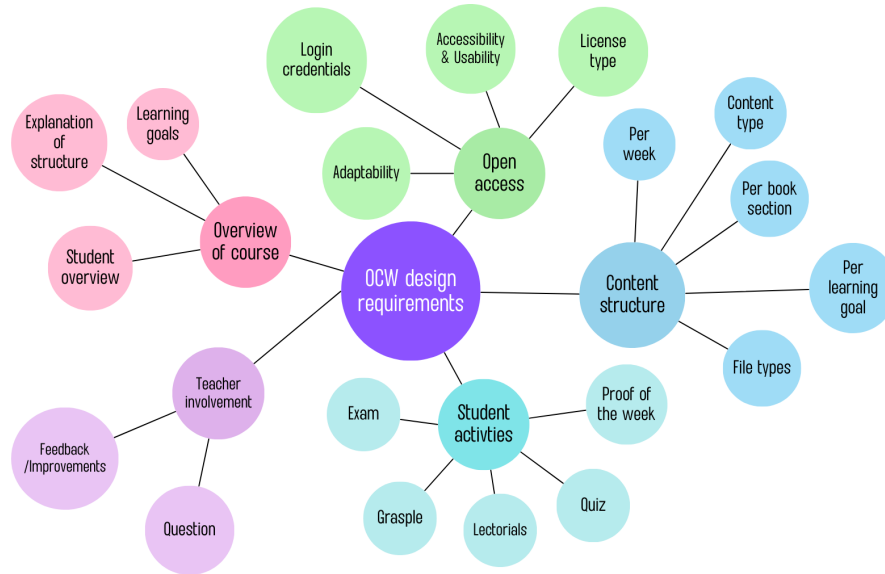 Login
credentials
Accessibility
& Usability
License
type
Adaptability
Open
access
Explanation
of
structure
Learning
goals
Student
overview
Overview
of course
OCW design
requirements
Per
week
Content
type
Per book
section
Per
learning
goal
File types
Content
structure
Teacher
involvement
Feedback
/Improvements
Question
Student
activties
Exam
Proof of
the week
Grasple
Lectorials
Quiz